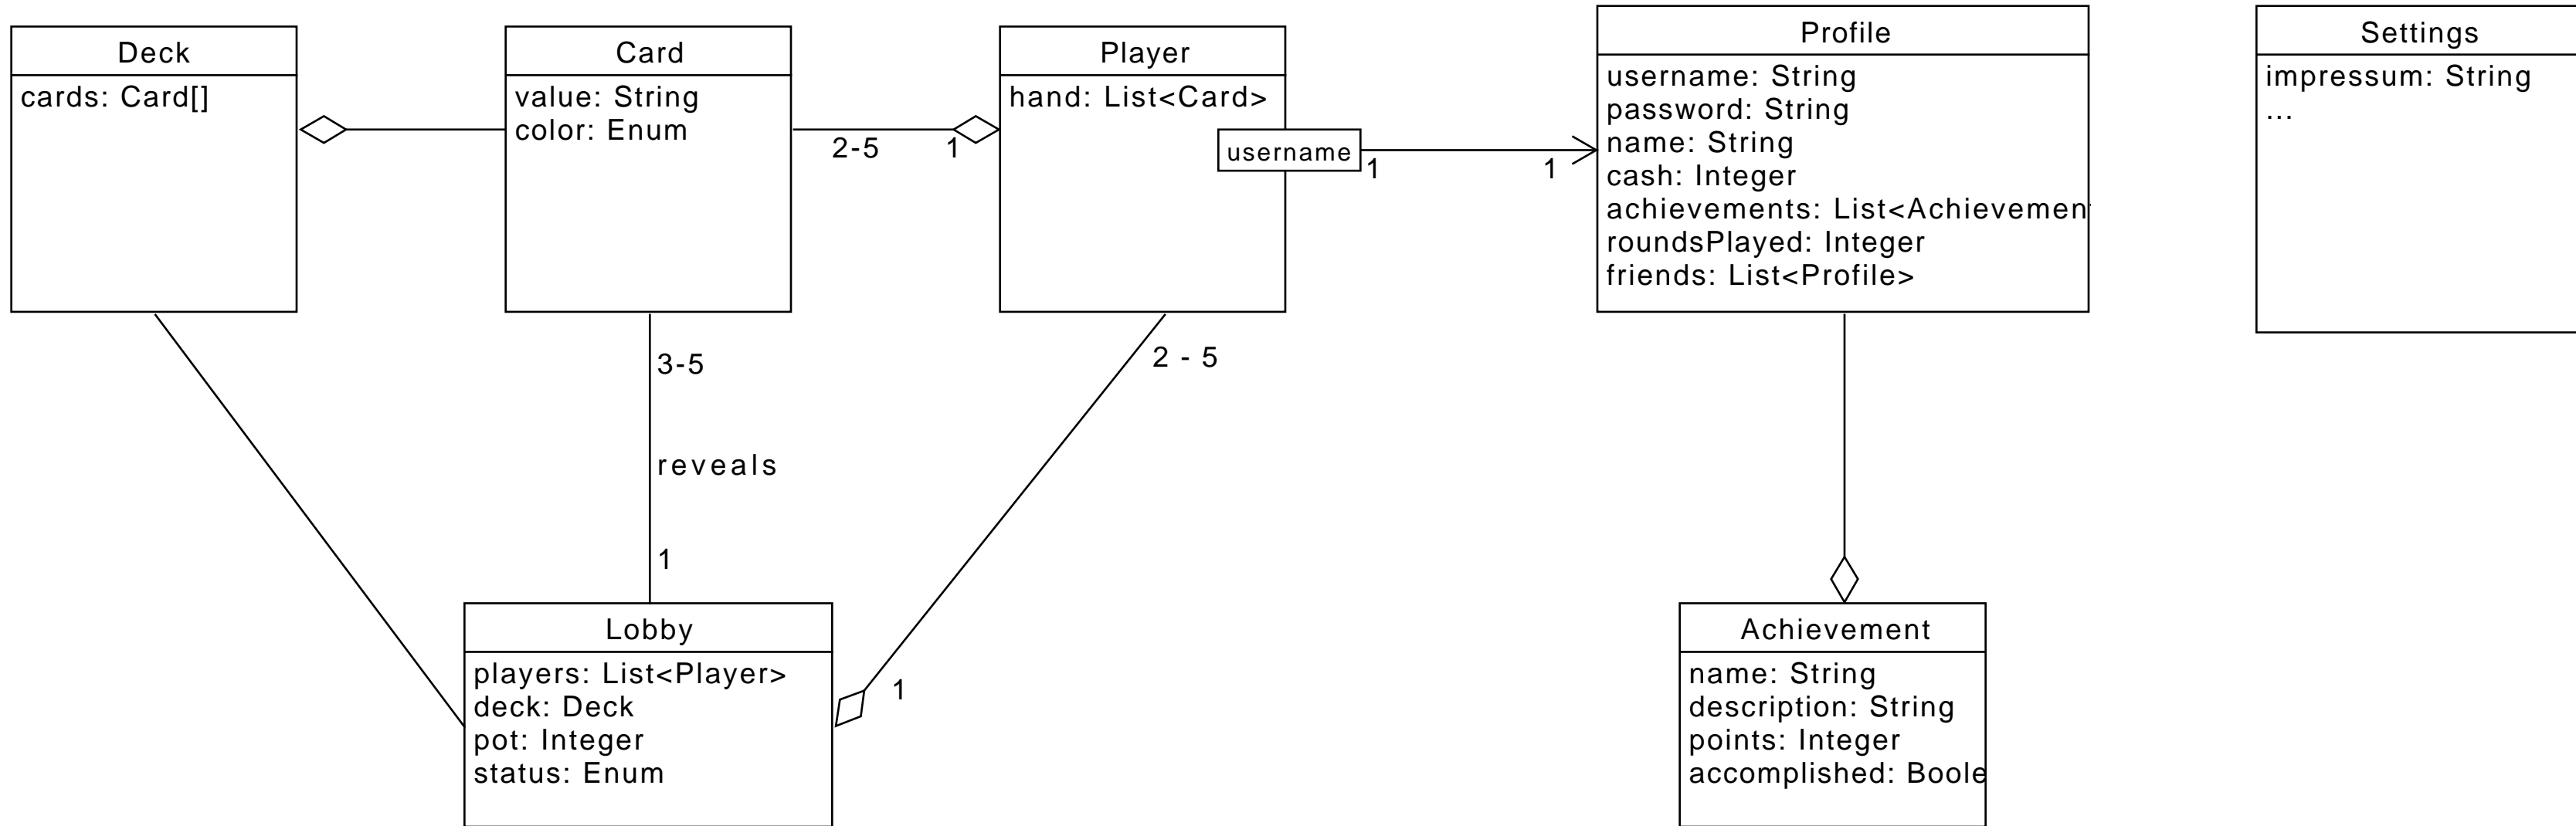 Deck
cards: Card[]
Card
value: String
color: Enum
2-5
1
Player
hand: List<Card>
username
1
1
Profile
username: String
password: String
name: String
cash: Integer
achievements: List<Achievemen
roundsPlayed: Integer
friends: List<Profile>
Settings
impressum: String
...
3-5
reveals
1
2 - 5
1
Lobby
players: List<Player>
deck: Deck
pot: Integer
status: Enum
Achievement
name: String
description: String
points: Integer
accomplished: Boole